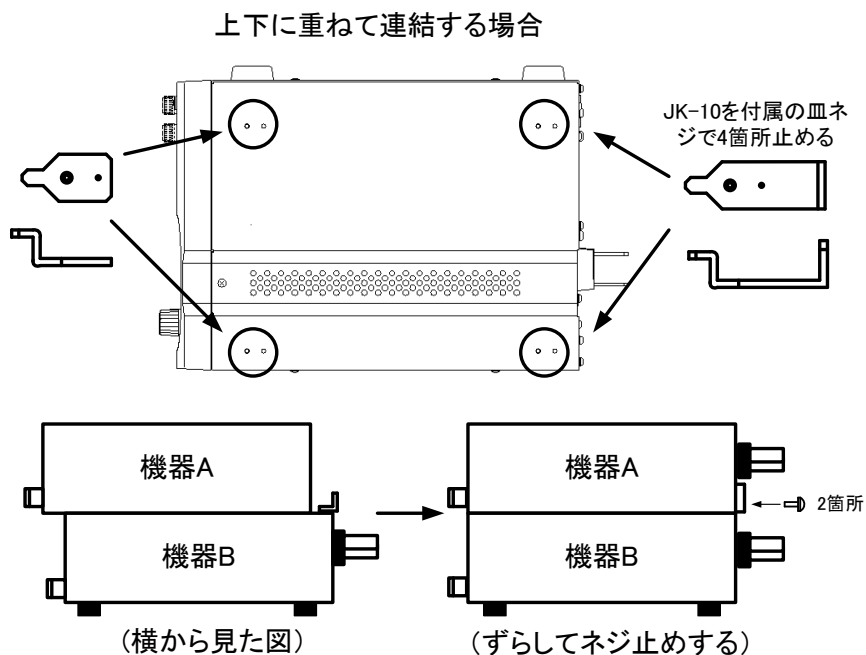 上下に重ねて連結する場合
JK-10を付属の皿ネ
ジで4箇所止める
機器A
機器B
機器A
機器B
2箇所
(横から見た図)
(ずらしてネジ止めする)